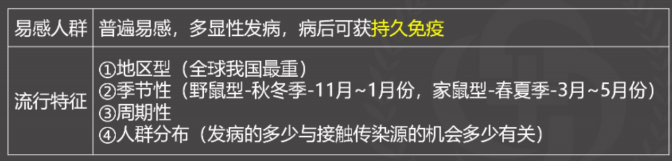 易感人群 普遍易感，多显性发病，病后可获持久免疫
流行特征
①地区型（全球我国最重）
②季节性（野鼠型-秋冬季-11月~1月份，家鼠型-春夏季-3月~5月份）
③周期性
④人群分布（发病的多少与接触传染源的机会多少有关）